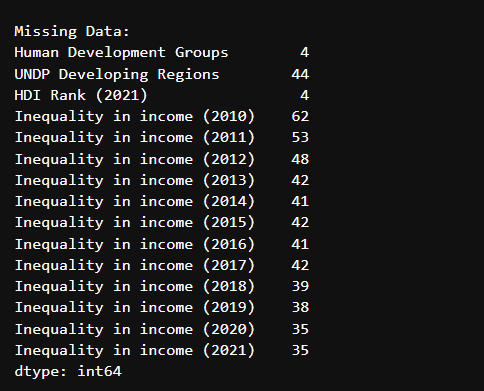 Missing Data:
Human Development Groups 4
UNDP Developing Regions 44
HDI Rank (2021) 4
Inequality in income (2010) 62
Inequality in income (2011) 53
Inequality in income (2012) 48
Inequality in income (2013) 42
Inequality in income (2014) 41
Inequality in income (2015) 42
Inequality in income (2016) 41
Inequality in income (2017) 42
Inequality in income (2018) 39
Inequality in income (2019) 38
Inequality in income (2020) 35
Inequality in income (2021) 35
dtype: int64